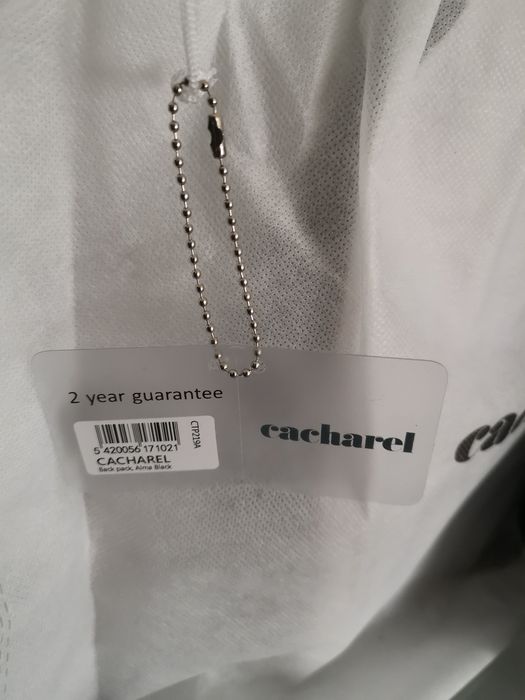 2 year guarantee
CTP219A
5 420056 171021
CACHAREL
Back pack, Alma Black
cacharel
ca